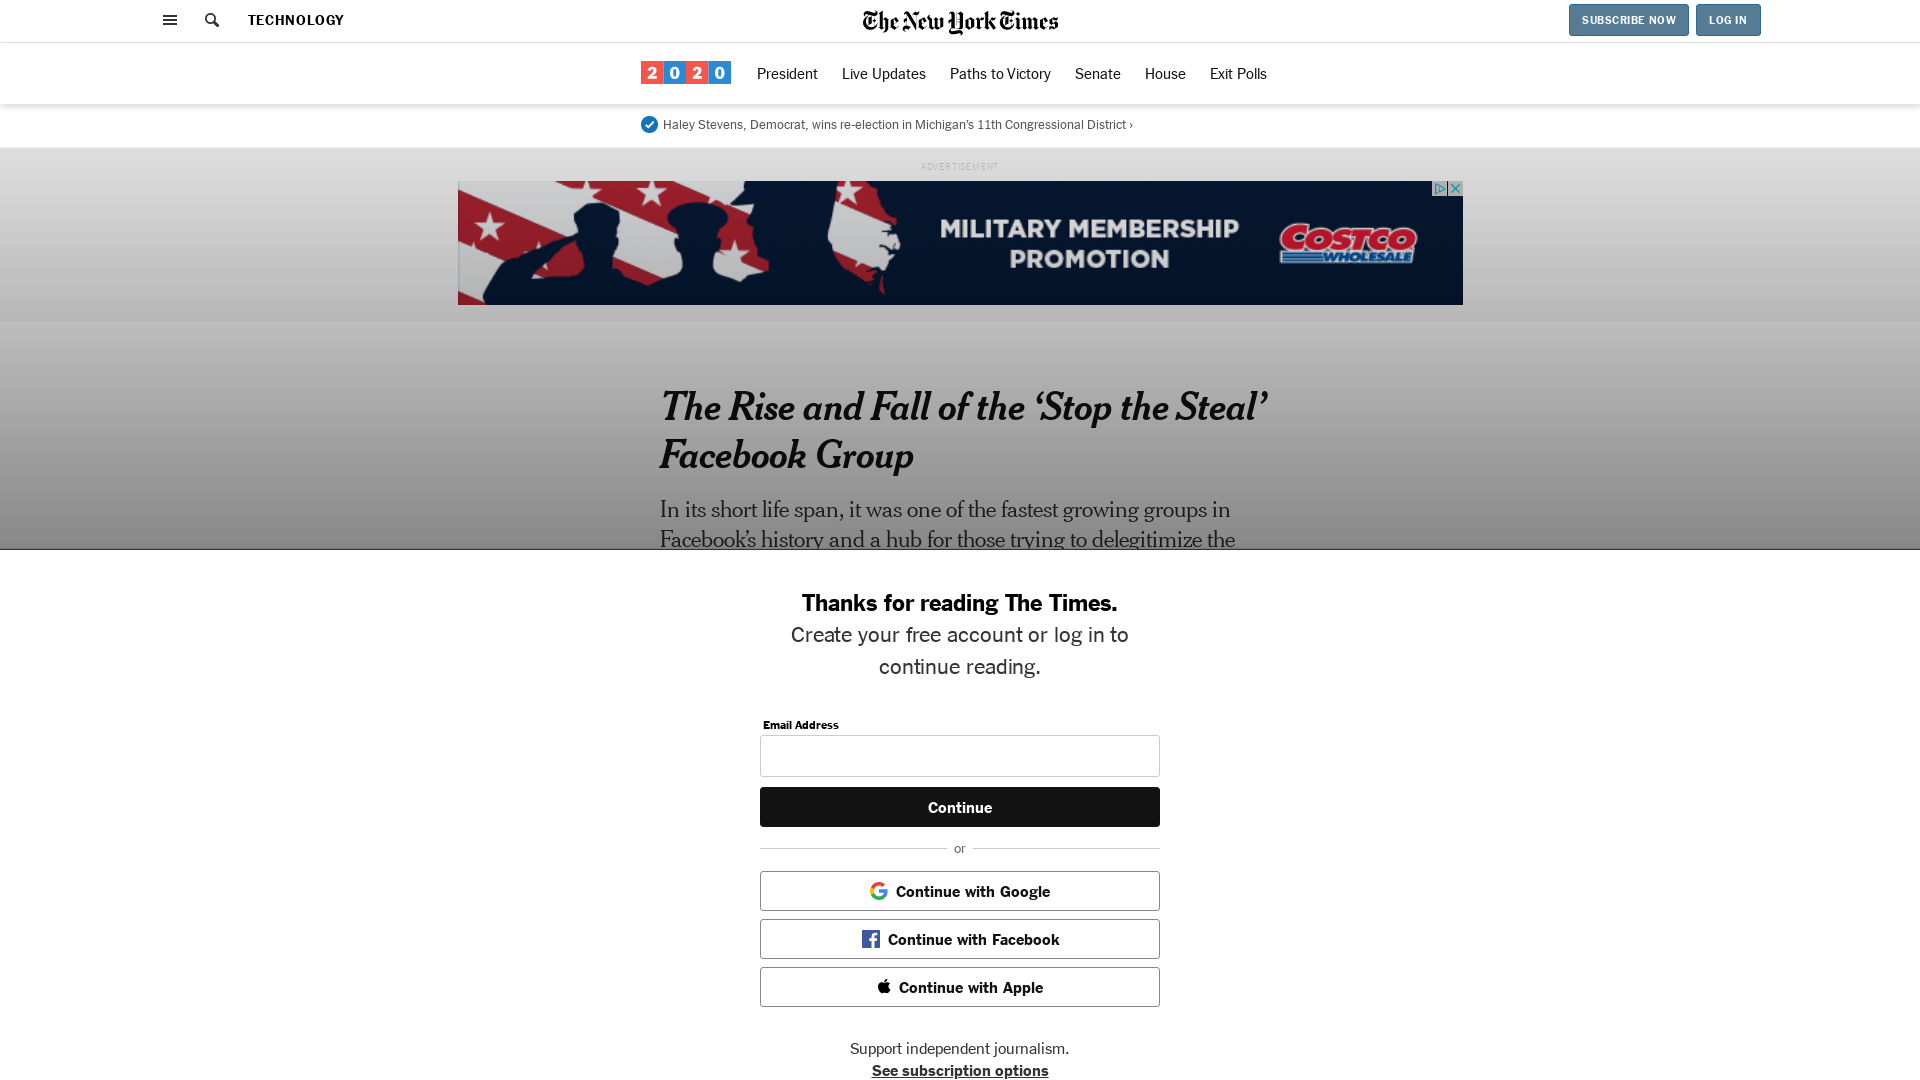 TECHNOLOGY
The New York Times
SUBSCRIBE NOW
LOG IN
2020
President
Live Updates
Paths to Victory
Senate
House
Exit Polls
Haley Stevens, Democrat, wins re-election in Michigan's 11th Congressional District ›
ADVERTISEMENT
MILITARY MEMBERSHIP
PROMOTION
COSTCO
WHOLESALE
The Rise and Fall of the ‘Stop the Steal’
Facebook Group
In its short life span, it was one of the fastest growing groups in
Facebook’s history and a hub for those trying to delegitimize the
Thanks for reading The Times.
Create your free account or log in to
continue reading.
Email Address
Continue
or
Continue with Google
Continue with Facebook
Continue with Apple
Support independent journalism.
See subscription options